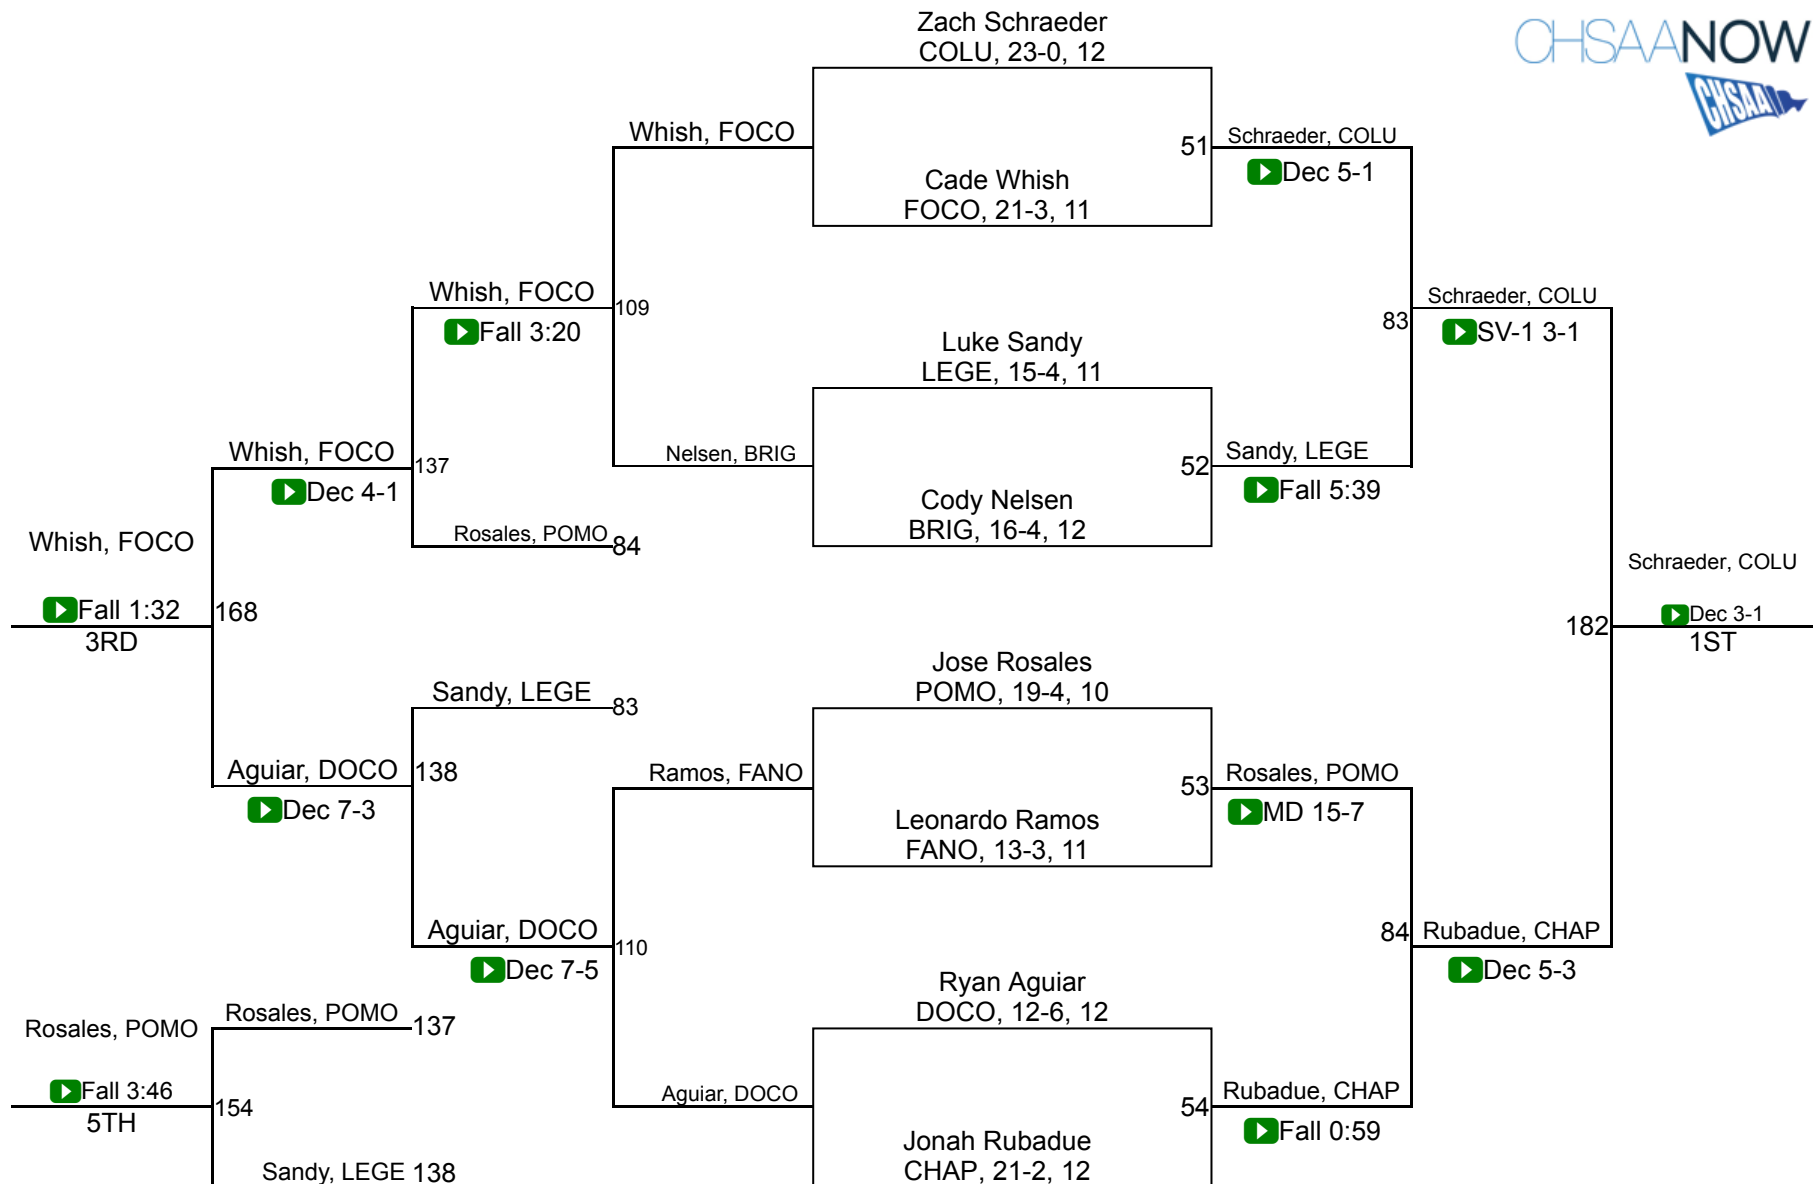 Zach Schraeder
COLU, 23-0, 12
CHSAANOW
CHSAA
Whish, FOCO
51
Schraeder, COLU
Dec 5-1
Cade Whish
FOCO, 21-3, 11
Whish, FOCO
109
Fall 3:20
Schraeder, COLU
83
SV-1 3-1
Luke Sandy
LEGE, 15-4, 11
Whish, FOCO
137
Dec 4-1
Nelsen, BRIG
52
Sandy, LEGE
Fall 5:39
Cody Nelsen
BRIG, 16-4, 12
Rosales, POMO
84
Whish, FOCO
Fall 1:32
168
3RD
Schraeder, COLU
182
Dec 3-1
1ST
Jose Rosales
POMO, 19-4, 10
Sandy, LEGE
83
Aguiar, DOCO
138
Dec 7-3
Ramos, FANO
53
Rosales, POMO
MD 15-7
Leonardo Ramos
FANO, 13-3, 11
Aguiar, DOCO
110
Dec 7-5
84
Rubadue, CHAP
Dec 5-3
Ryan Aguiar
DOCO, 12-6, 12
Rosales, POMO
Rosales, POMO
137
Fall 3:46
154
5TH
Aguiar, DOCO
54
Rubadue, CHAP
Fall 0:59
Jonah Rubadue
CHAP, 21-2, 12
Sandy, LEGE
138